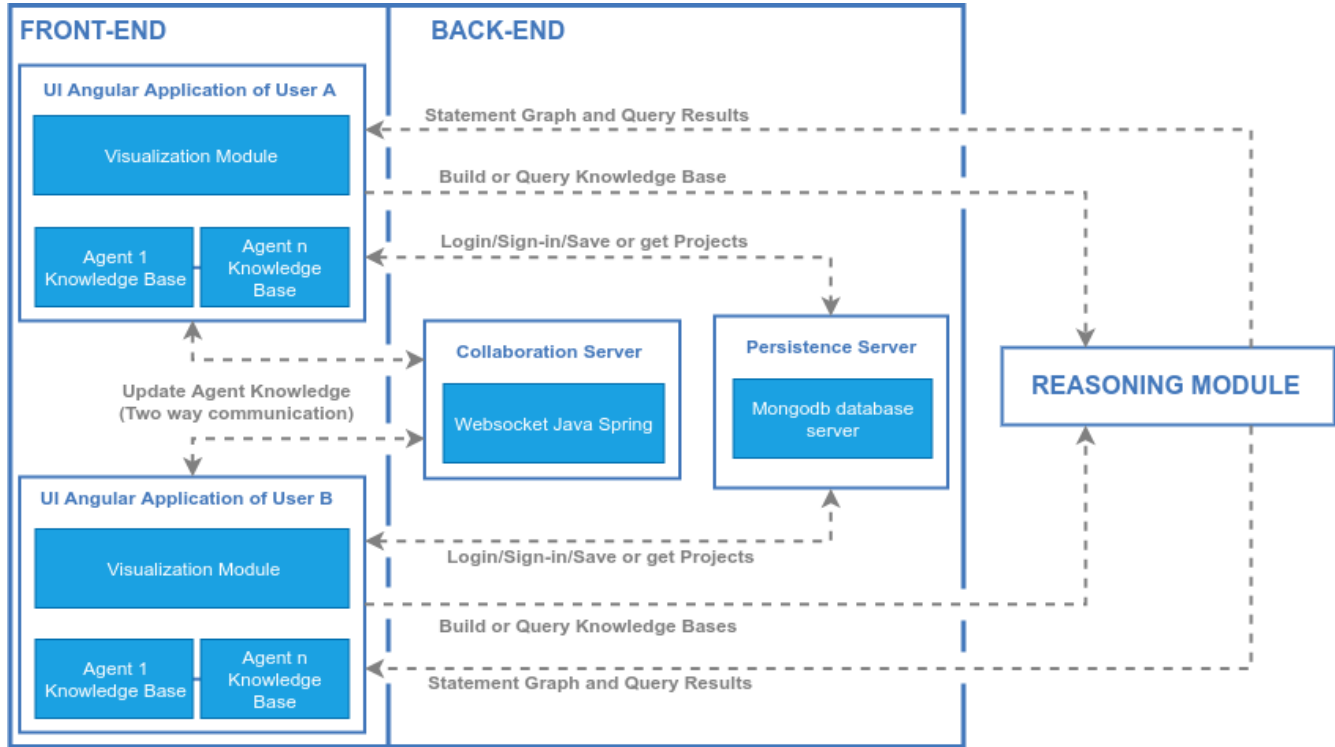 FRONT-END
BACK-END
UI Angular Application of User A
Visualization Module
Agent 1
Knowledge Base
Agent n
Knowledge
Base
Statement Graph and Query Results
Build or Query Knowledge Base
Login/Sign-in/Save or get Projects
Collaboration Server
Websocket Java Spring
Persistence Server
Mongodb database
server
REASONING MODULE
Update Agent Knowledge
(Two way communication)
UI Angular Application of User B
Visualization Module
Agent 1
Knowledge Base
Agent n
Knowledge
Base
Login/Sign-in/Save or get Projects
Build or Query Knowledge Bases
Statement Graph and Query Results